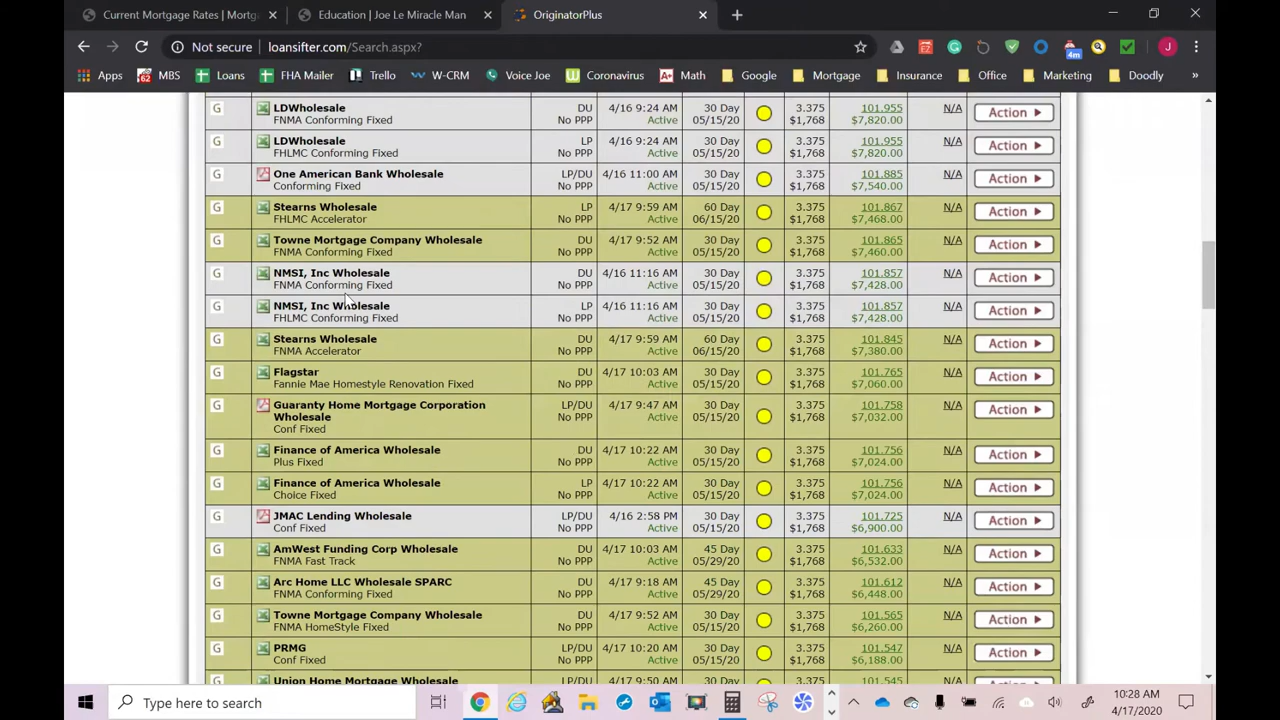 Current Mortgage Rates | Mortg
Education | Joe Le Miracle Man
OriginatorPlus
Not secure | loansifter.com/Search.aspx?
4m
J
Apps
62 MBS
Loans
FHA Mailer
Trello
W-CRM
Voice Joe
Coronavirus
A+ Math
Google
Mortgage
Insurance
Office
Marketing
Doodly
»
G LDWholesale DU 4/16 9:24 AM 30 Day 3.375 101.955 N/A Action
FNMA Conforming Fixed No PPP Active 05/15/20 $1,768 $7,820.00
G LDWholesale LP 4/16 9:24 AM 30 Day 3.375 101.955 N/A Action
FHLMC Conforming Fixed No PPP Active 05/15/20 $1,768 $7,820.00
G One American Bank Wholesale LP/DU 4/16 11:00 AM 30 Day 3.375 101.885 N/A Action
Conforming Fixed No PPP Active 05/15/20 $1,768 $7,540.00
G Stearns Wholesale LP 4/17 9:59 AM 60 Day 3.375 101.867 N/A Action
FHLMC Accelerator No PPP Active 06/15/20 $1,768 $7,468.00
G Towne Mortgage Company Wholesale DU 4/17 9:52 AM 30 Day 3.375 101.865 N/A Action
FNMA Conforming Fixed No PPP Active 05/15/20 $1,768 $7,460.00
G NMSI, Inc Wholesale DU 4/16 11:16 AM 30 Day 3.375 101.857 N/A Action
FNMA Conforming Fixed No PPP Active 05/15/20 $1,768 $7,428.00
G NMSI, Inc Wholesale LP 4/16 11:16 AM 30 Day 3.375 101.857 N/A Action
FHLMC Conforming Fixed No PPP Active 05/15/20 $1,768 $7,428.00
G Stearns Wholesale DU 4/17 9:59 AM 60 Day 3.375 101.845 N/A Action
FNMA Accelerator No PPP Active 06/15/20 $1,768 $7,380.00
G Flagstar LP/DU 4/17 10:03 AM 30 Day 3.375 101.765 N/A Action
Fannie Mae Homestyle Renovation Fixed No PPP Active 05/15/20 $1,768 $7,060.00
G Guaranty Home Mortgage Corporation LP/DU 4/17 9:47 AM 30 Day 3.375 101.758 N/A Action
Wholesale No PPP Active 05/15/20 $1,768 $7,032.00
Conf Fixed
G Finance of America Wholesale DU 4/17 10:22 AM 30 Day 3.375 101.756 N/A Action
Plus Fixed No PPP Active 05/15/20 $1,768 $7,024.00
G Finance of America Wholesale LP 4/17 10:22 AM 30 Day 3.375 101.756 N/A Action
Choice Fixed No PPP Active 05/15/20 $1,768 $7,024.00
G JMAC Lending Wholesale LP/DU 4/16 2:58 PM 30 Day 3.375 101.725 N/A Action
Conf Fixed No PPP Active 05/15/20 $1,768 $6,900.00
G AmWest Funding Corp Wholesale DU 4/17 10:03 AM 45 Day 3.375 101.633 N/A Action
FNMA Fast Track No PPP Active 05/29/20 $1,768 $6,532.00
G Arc Home LLC Wholesale SPARC DU 4/17 9:18 AM 45 Day 3.375 101.612 N/A Action
FNMA Conforming Fixed No PPP Active 05/29/20 $1,768 $6,448.00
G Towne Mortgage Company Wholesale LP/DU 4/17 9:52 AM 30 Day 3.375 101.565 N/A Action
FNMA HomeStyle Fixed No PPP Active 05/15/20 $1,768 $6,260.00
G PRMG LP/DU 4/17 10:20 AM 30 Day 3.375 101.547 N/A Action
Conf Fixed No PPP Active 05/15/20 $1,768 $6,188.00
Union Home Mortgage Wholesale LP/DU 4/17 9:50 AM 30 Day 3.375 101.545 N/A
Type here to search
10:28 AM
4/17/2020